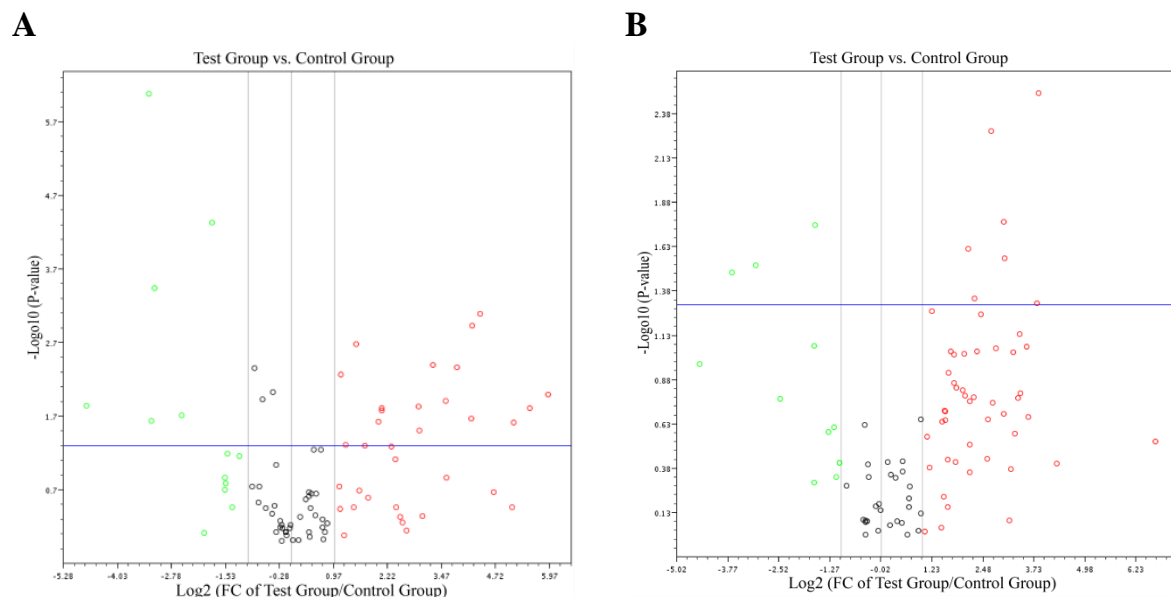 A
B
Test Group vs. Control Group
5.7
4.7
3.7
2.7
1.7
0.7
-Logo10 (P-value)
-5.28 -4.03 -2.78 -1.53 -0.28 0.97 2.22 3.47 4.72 5.97
Log2 (FC of Test Group/Control Group)
Test Group vs. Control Group
2.38
2.13
1.88
1.63
1.38
1.13
0.88
0.63
0.38
0.13
-Logo10 (P-value)
-5.02 -3.77 -2.52 -1.27 -0.02 1.23 2.48 3.73 4.98 6.23
Log2 (FC of Test Group/Control Group)